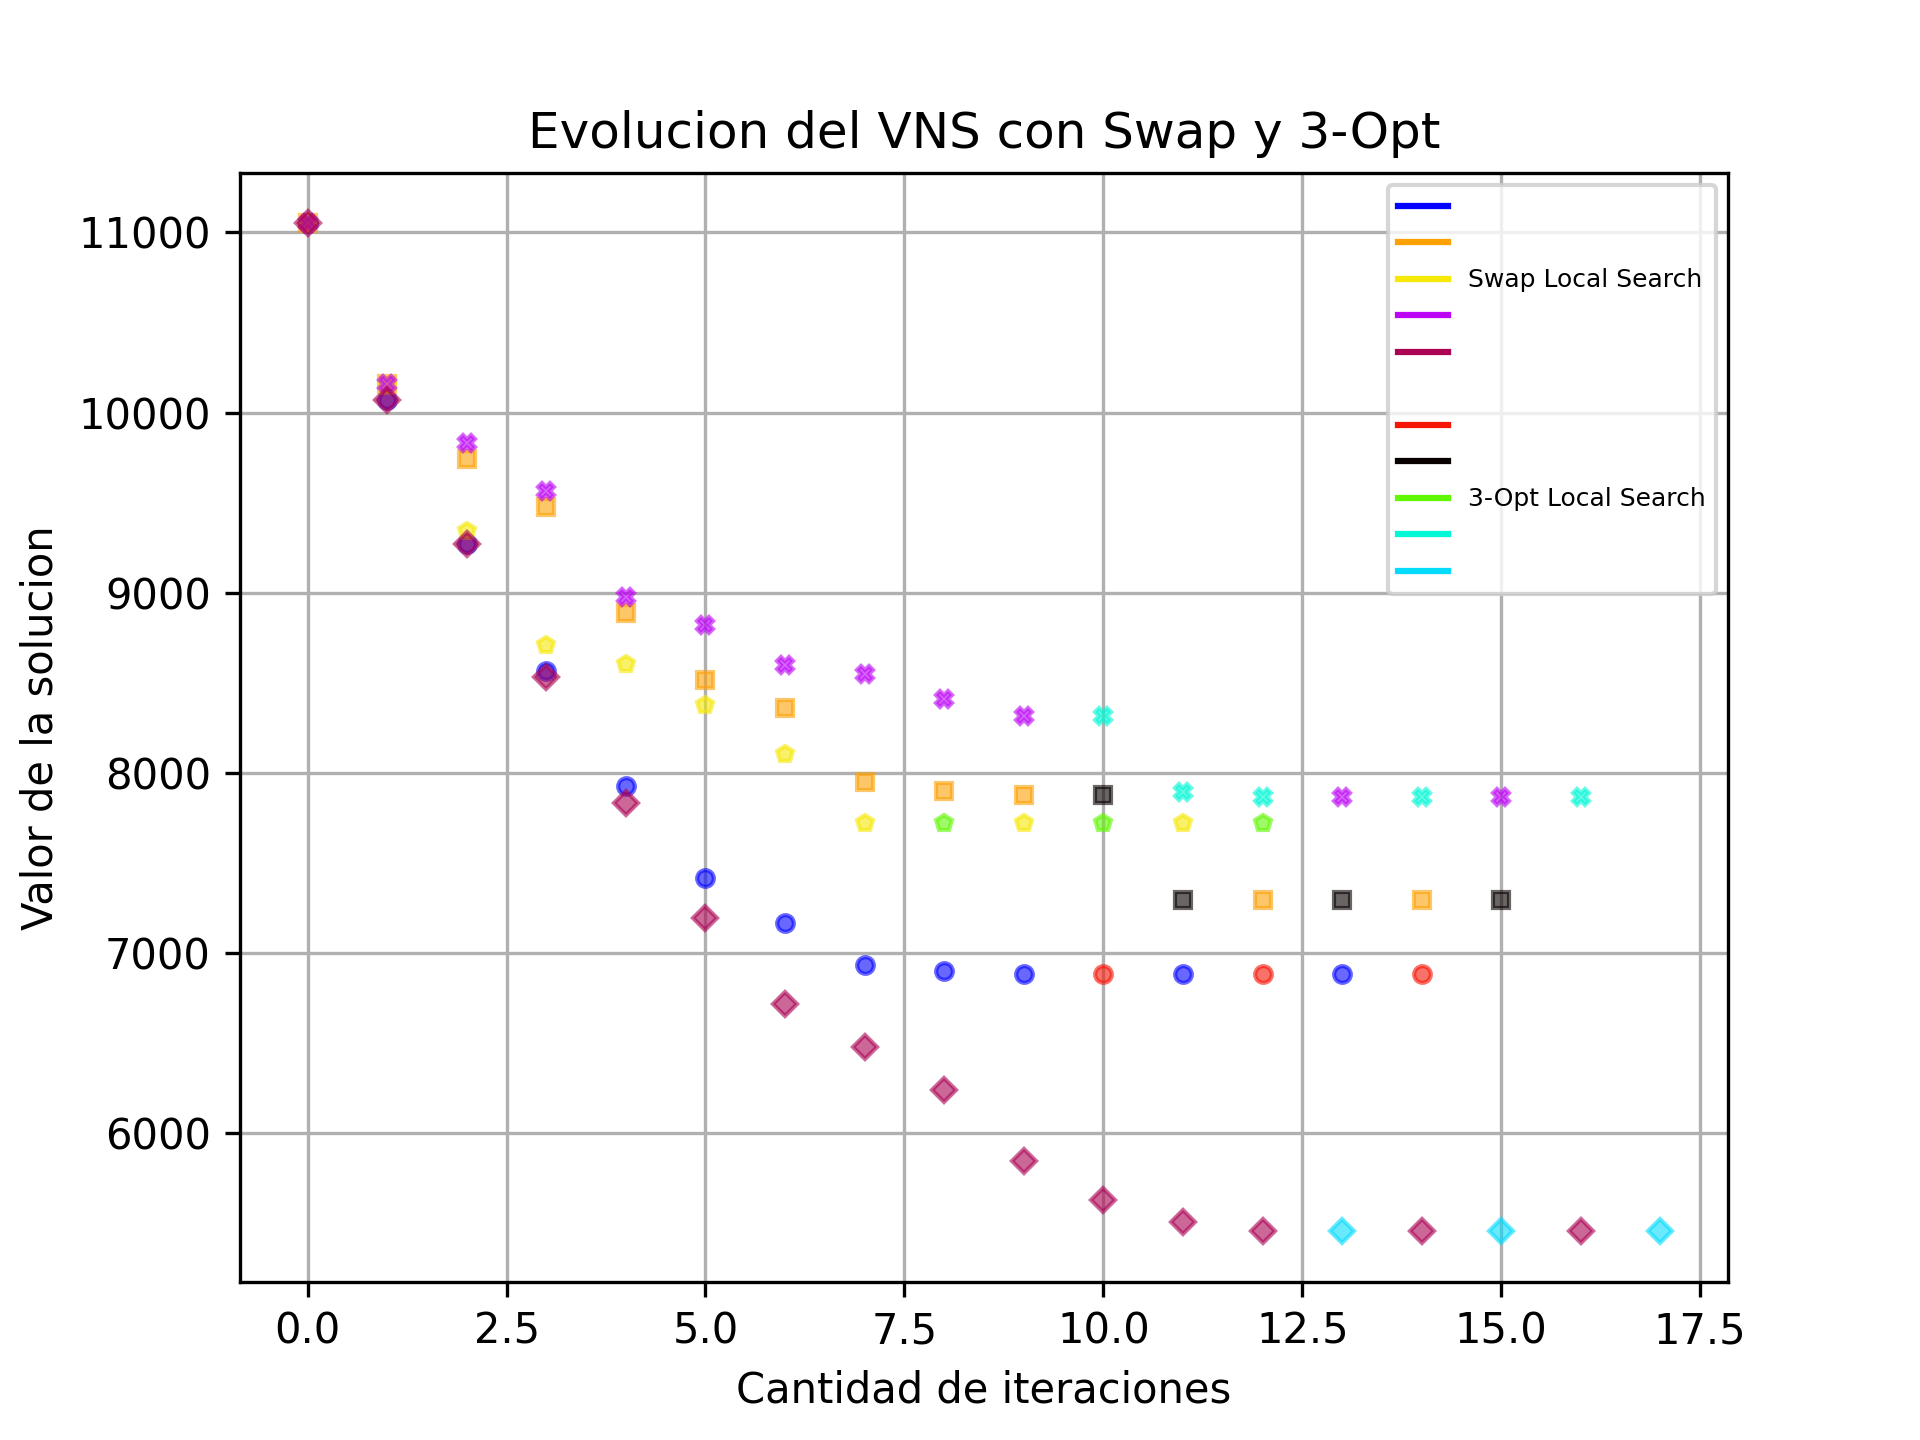 Evolucion del VNS con Swap y 3-Opt
11000
10000
9000
8000
7000
6000
Valor de la solucion
Swap Local Search
3-Opt Local Search
0.0 2.5 5.0 7.5 10.0 12.5 15.0 17.5
Cantidad de iteraciones